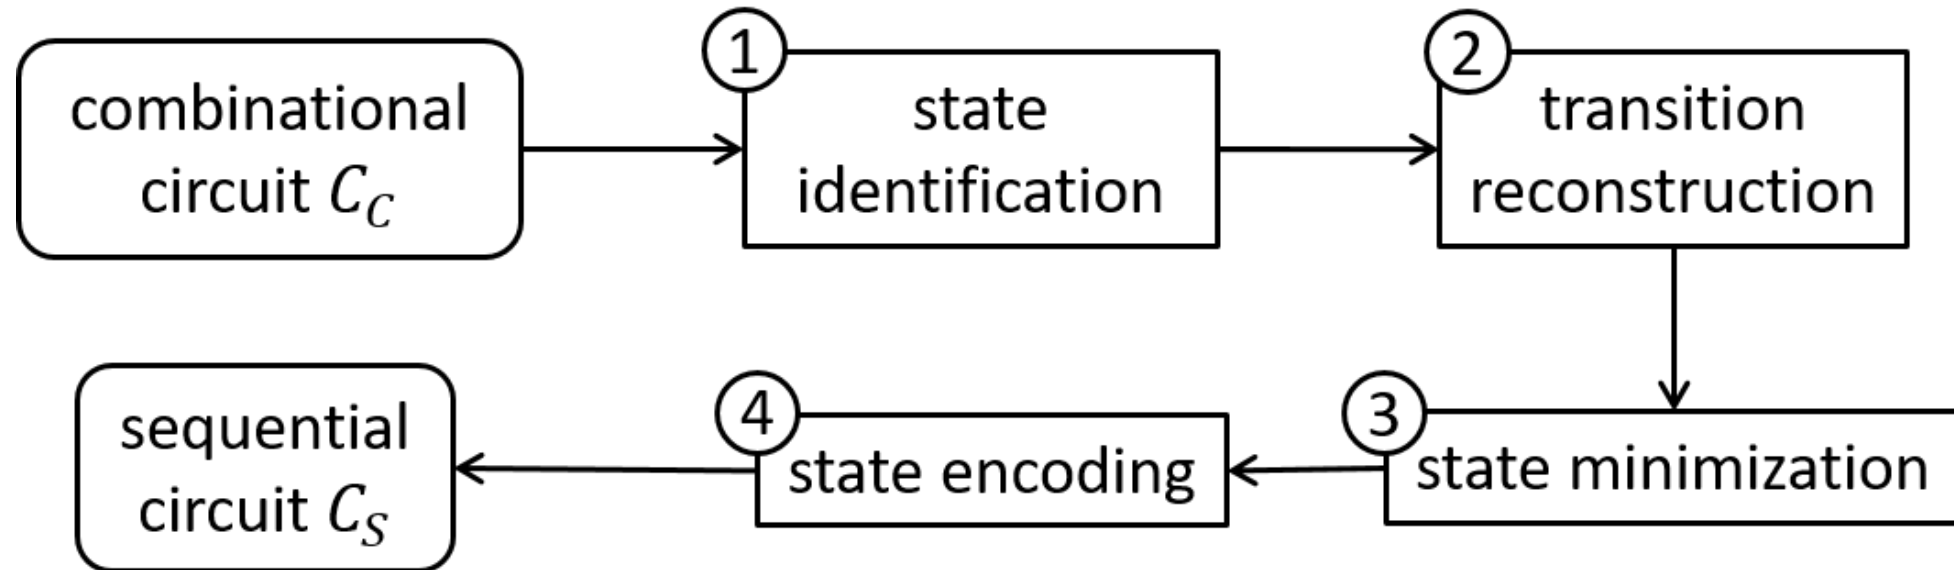 combinational
circuit C_C
1
state
identification
2
transition
reconstruction
3
state minimization
4
state encoding
sequential
circuit C_S